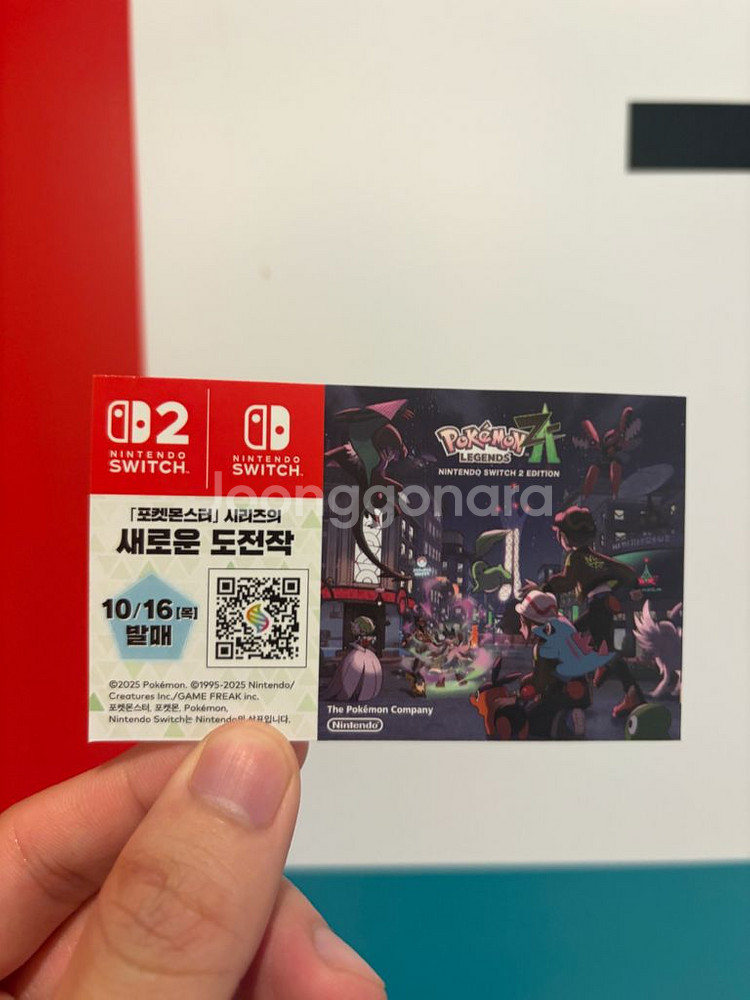 2
NINTENDO
SWITCH™
NINTENDO
SWITCH™
「포켓몬스터」 시리즈의
새로운 도전작
10/16[목]
발매
©2025 Pokémon. ©1995-2025 Nintendo/
Creatures Inc./GAME FREAK inc.
포켓몬스터, 포켓몬, Pokémon,
Nintendo Switch는 Nintendo의 상표입니다.
POKéMON
LEGENDS Z-A
NINTENDO SWITCH 2 EDITION
The Pokémon Company
Nintendo
Joonggonara